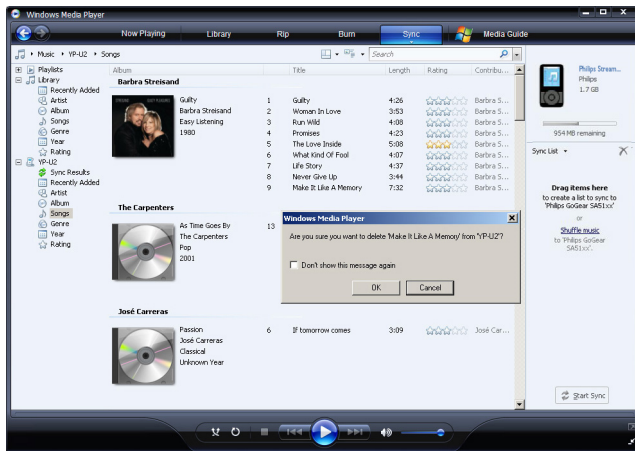 Windows Media Player
Now Playing Library Rip Burn Sync Media Guide
Music YP-U2 Songs Search
Album Title Length Rating Contribu...
Playlists
Library
Recently Added
Artist
Album
Songs
Genre
Year
Rating
YP-U2
Sync Results
Recently Added
Artist
Album
Songs
Genre
Year
Rating
Barbra Streisand
Guilty 1 Guilty 4:26 Barbra S...
Barbra Streisand 2 Woman In Love 3:53 Barbra S...
Easy Listening 3 Run Wild 4:08 Barbra S...
1980 4 Promises 4:23 Barbra S...
5 The Love Inside 5:08 Barbra S...
6 What Kind Of Fool 4:07 Barbra S...
7 Life Story 4:37 Barbra S...
8 Never Give Up 3:44 Barbra S...
9 Make It Like A Memory 7:32 Barbra S...
The Carpenters
As Time Goes By 13
The Carpenters
Pop
2001
José Carreras
Passion 6 If tomorrow comes 3:09 José Car...
José Carreras
Classical
Unknown Year
Windows Media Player
Are you sure you want to delete 'Make It Like A Memory' from 'YP-U2'?
Don't show this message again
OK Cancel
Philips Stream...
Philips
1.7 GB
954 MB remaining
Sync List
Drag items here
to create a list to sync to
'Philips GoGear SA51xx'
or
Shuffle music
to 'Philips GoGear
SA51xx'.
Start Sync